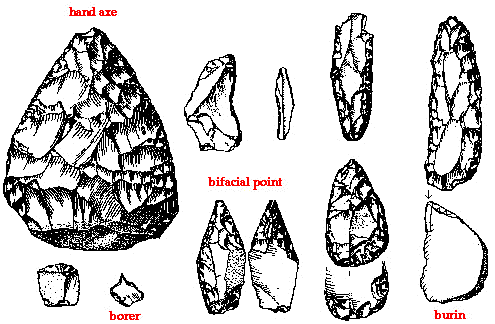 hand axe
bifacial point
borer
burin